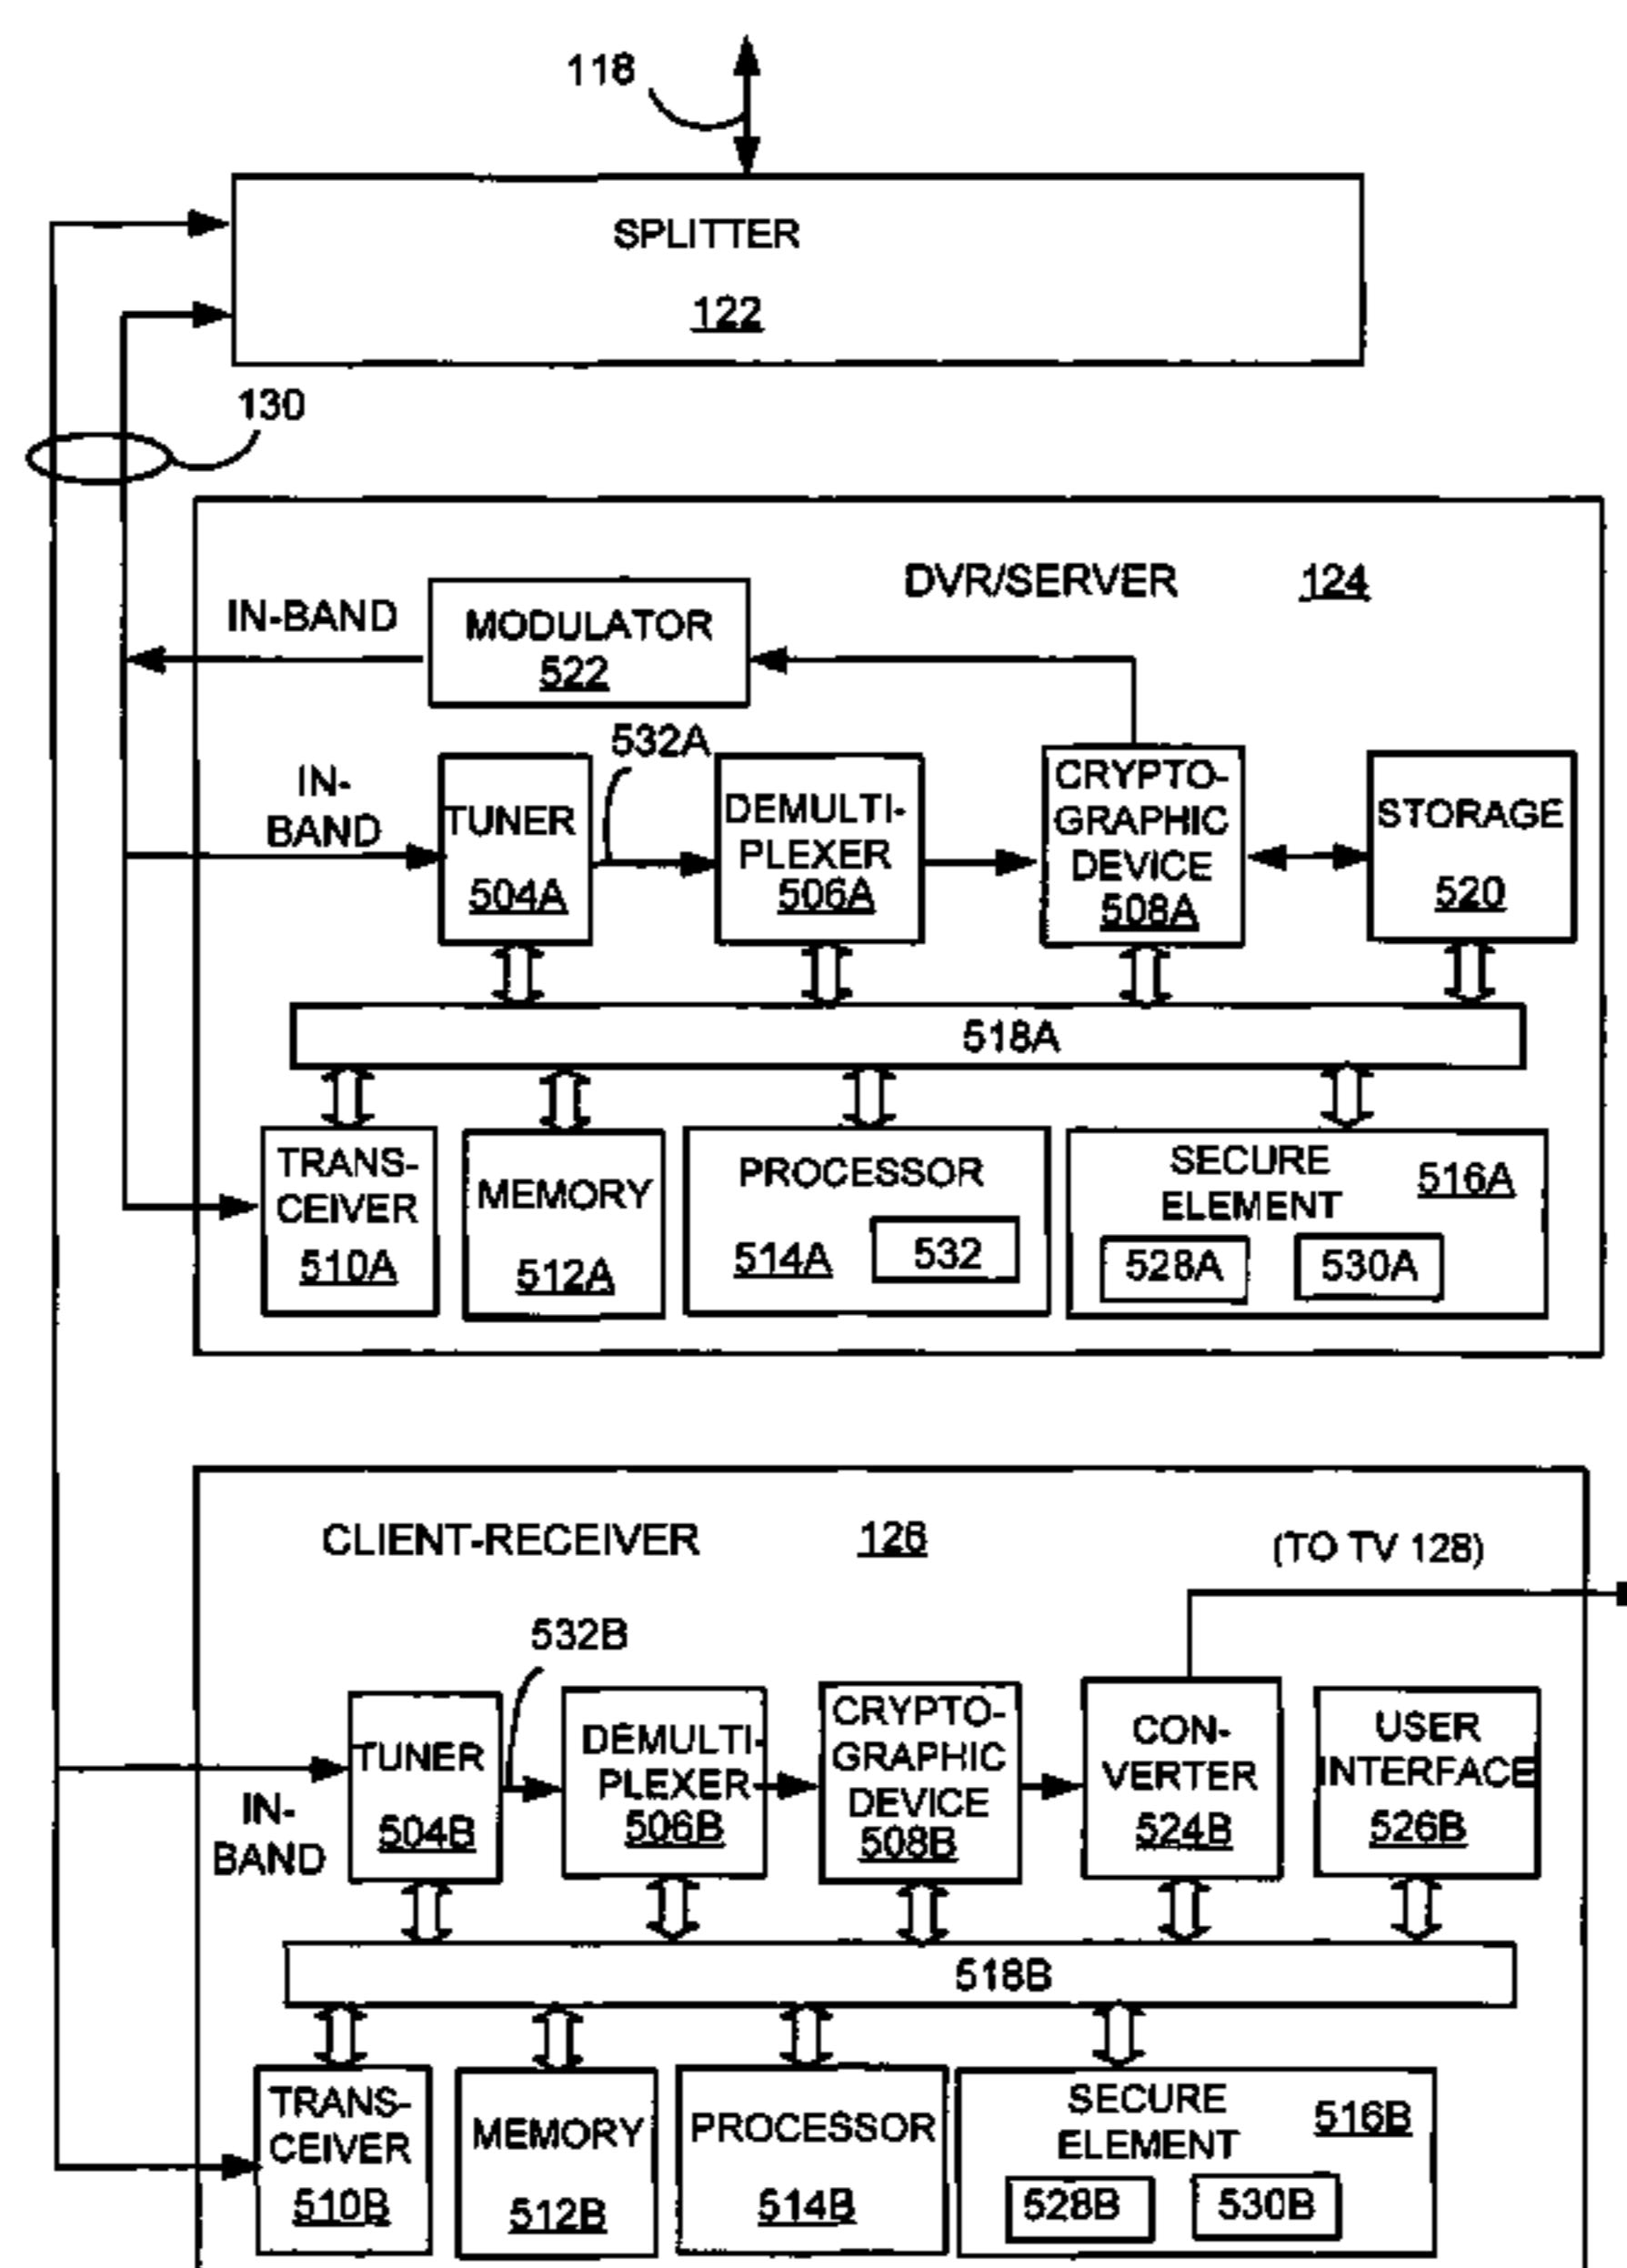 118
SPLITTER
122
130
DVR/SERVER 124
IN-BAND
MODULATOR
522
532A
IN-
BAND
TUNER
504A
DEMULTI-
PLEXER
506A
CRYPTO-
GRAPHIC
DEVICE
508A
STORAGE
520
518A
TRANS-
CEIVER
510A
MEMORY
512A
PROCESSOR
514A
532
SECURE
ELEMENT
516A
528A
530A
CLIENT-RECEIVER 126
(TO TV 128)
532B
IN-
BAND
TUNER
504B
DEMULTI-
PLEXER
506B
CRYPTO-
GRAPHIC
DEVICE
508B
CON-
VERTER
524B
USER
INTERFACE
526B
518B
TRANS-
CEIVER
510B
MEMORY
512B
PROCESSOR
514B
SECURE
ELEMENT
516B
528B
530B